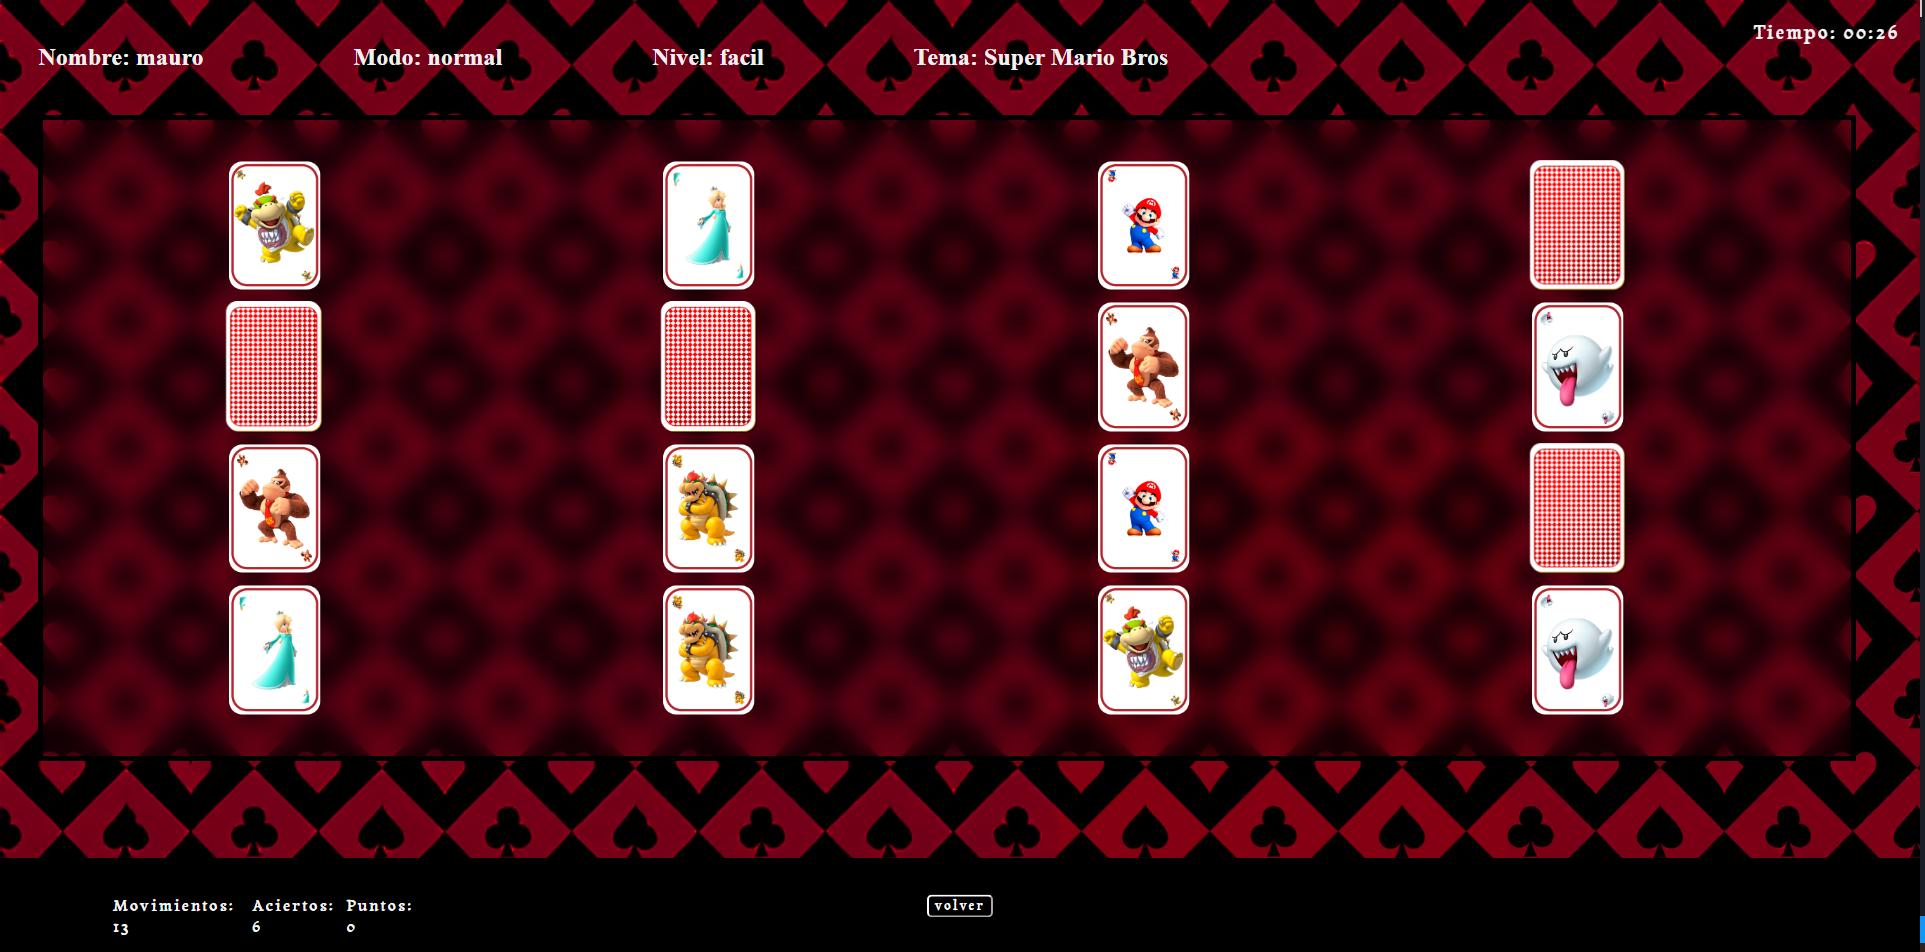 Tiempo: 00:26
Nombre: mauro Modo: normal Nivel: facil Tema: Super Mario Bros
Movimientos: Aciertos: Puntos:
13 6 0
volver